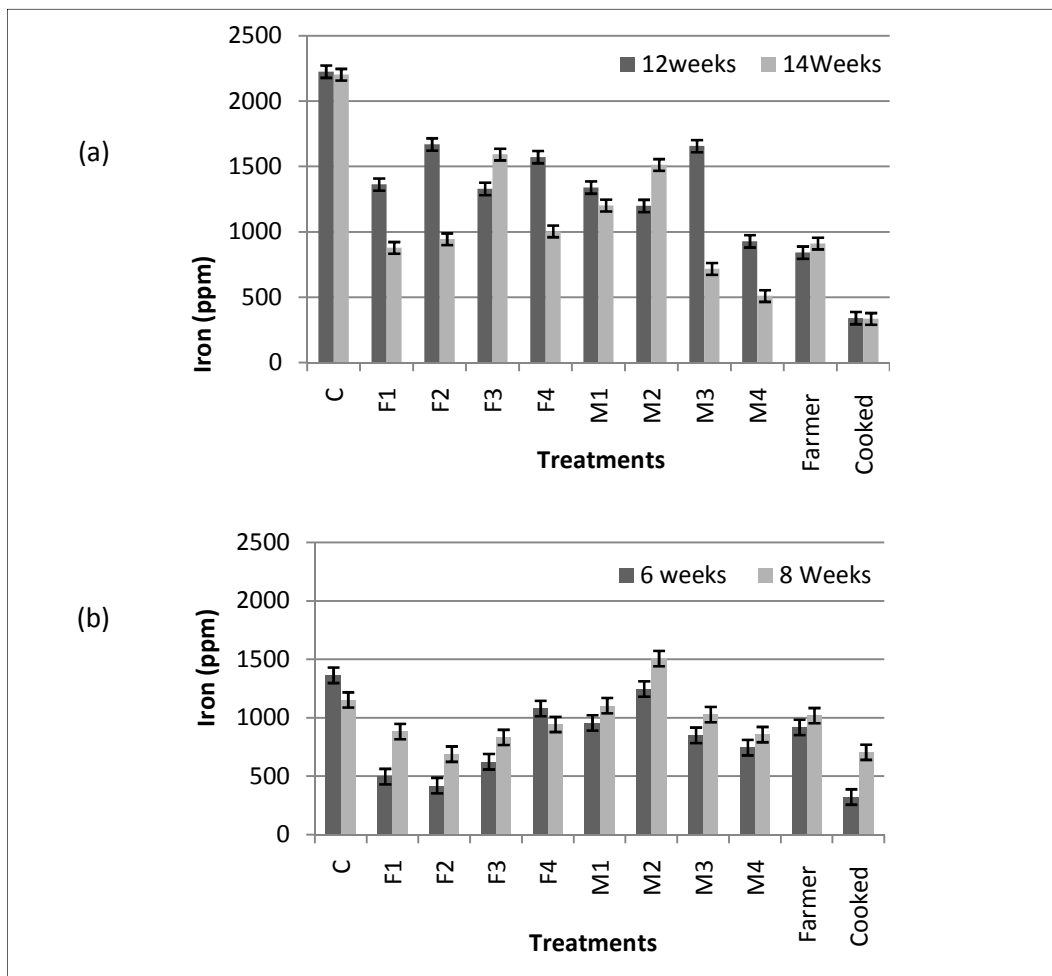 (a)
Iron (ppm)
2500
2000
1500
1000
500
0
12weeks 14Weeks
C F1 F2 F3 F4 M1 M2 M3 M4 Farmer Cooked
Treatments
(b)
Iron (ppm)
2500
2000
1500
1000
500
0
6 weeks 8 Weeks
C F1 F2 F3 F4 M1 M2 M3 M4 Farmer Cooked
Treatments